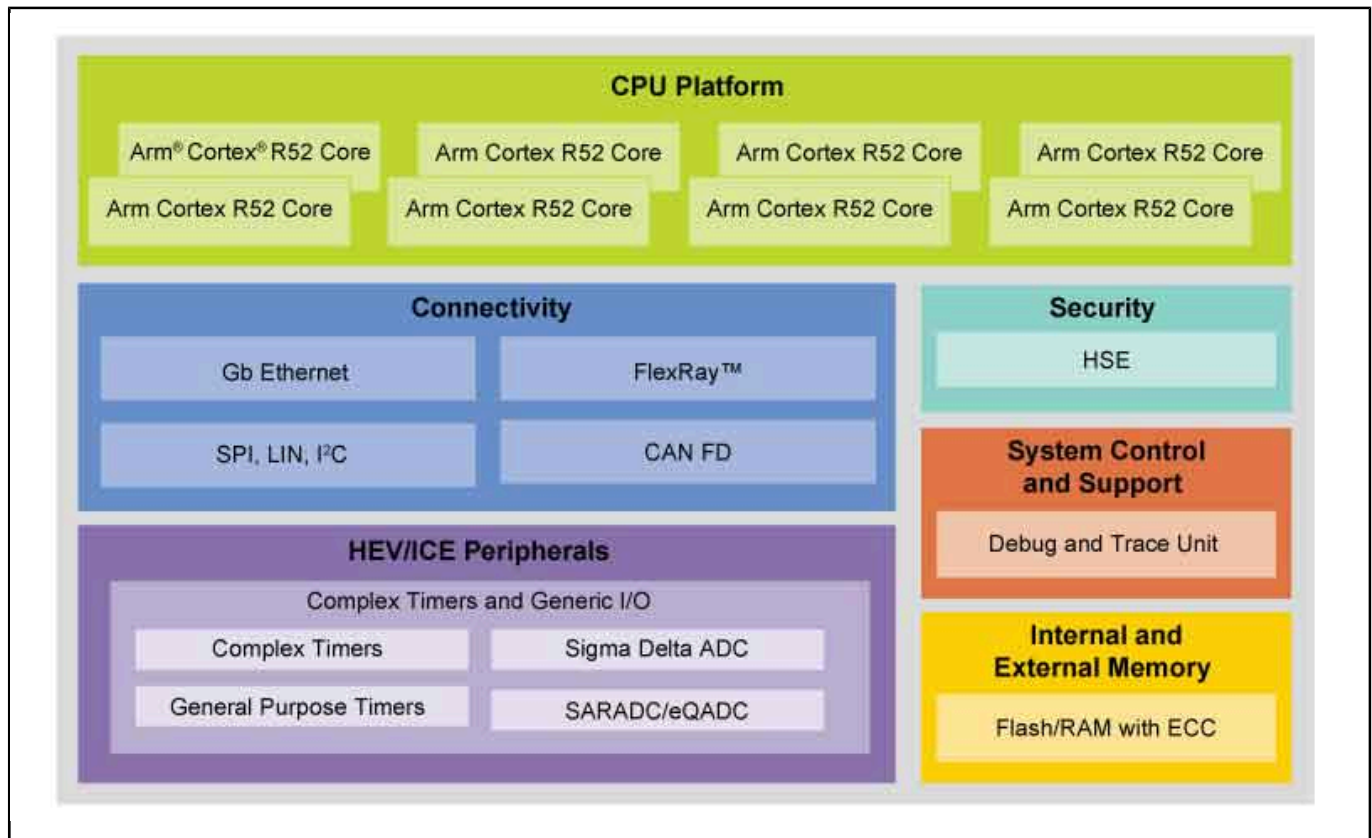 CPU Platform
Arm® Cortex® R52 Core
Arm Cortex R52 Core
Arm Cortex R52 Core
Arm Cortex R52 Core
Arm Cortex R52 Core
Arm Cortex R52 Core
Arm Cortex R52 Core
Arm Cortex R52 Core
Connectivity
Gb Ethernet
FlexRay™
SPI, LIN, I²C
CAN FD
HEV/ICE Peripherals
Complex Timers and Generic I/O
Complex Timers
Sigma Delta ADC
General Purpose Timers
SARADC/eQADC
Security
HSE
System Control
and Support
Debug and Trace Unit
Internal and
External Memory
Flash/RAM with ECC